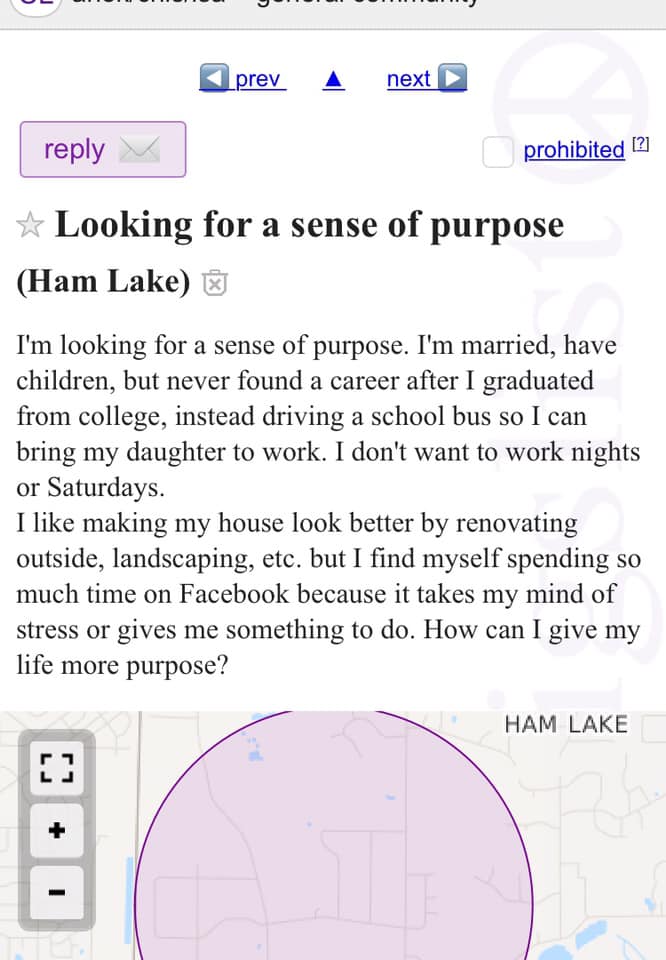 prev
next
reply
prohibited [?]
Looking for a sense of purpose
(Ham Lake)
I'm looking for a sense of purpose. I'm married, have
children, but never found a career after I graduated
from college, instead driving a school bus so I can
bring my daughter to work. I don't want to work nights
or Saturdays.
I like making my house look better by renovating
outside, landscaping, etc. but I find myself spending so
much time on Facebook because it takes my mind of
stress or gives me something to do. How can I give my
life more purpose?
HAM LAKE
+
-